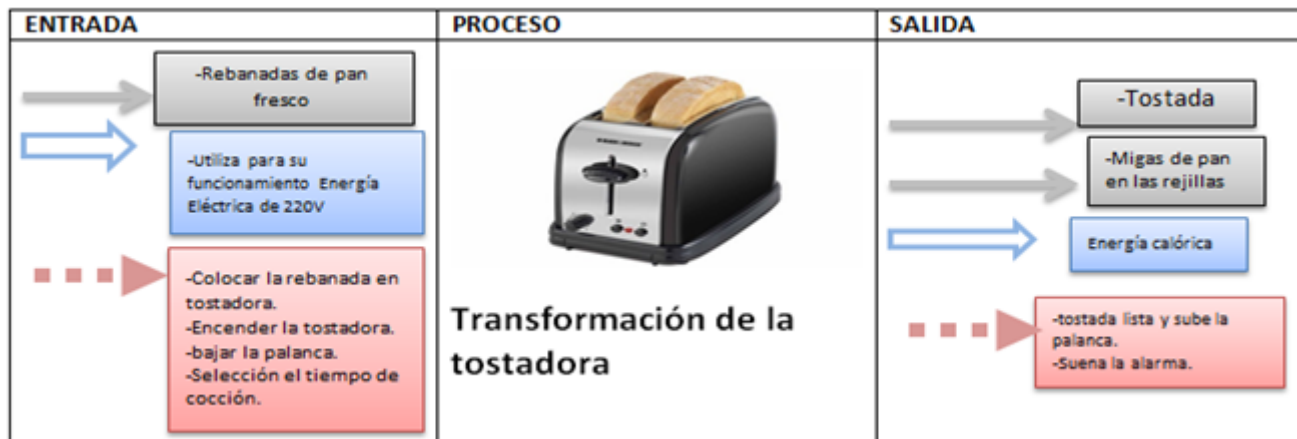 ENTRADA
-Rebanadas de pan
fresco
-Utiliza para su
funcionamiento Energía
Eléctrica de 220V
-Colocar la rebanada en
tostadora.
-Encender la tostadora.
-bajar la palanca.
-Selección el tiempo de
cocción.
PROCESO
Transformación de la
tostadora
SALIDA
-Tostada
-Migas de pan
en las rejillas
Energía calórica
-tostada lista y sube la
palanca.
-Suena la alarma.